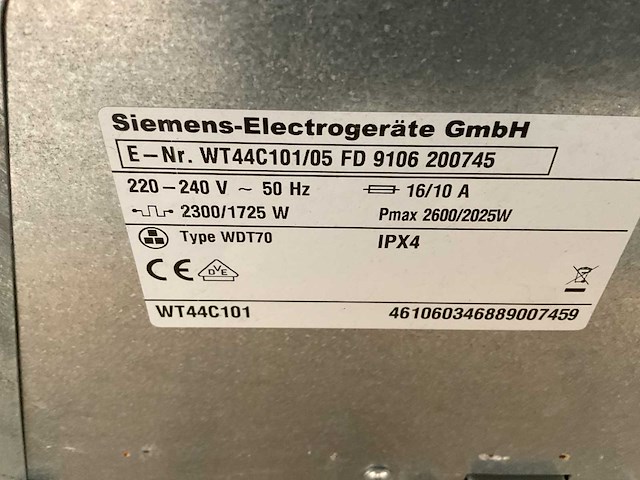 Siemens-Electrogeräte GmbH
E-Nr. WT44C101/05 FD 9106 200745
220-240 V ~ 50 Hz 16/10 A
2300/1725 W Pmax 2600/2025W
Type WDT70 IPX4
CE DVE
WT44C101 461060346889007459